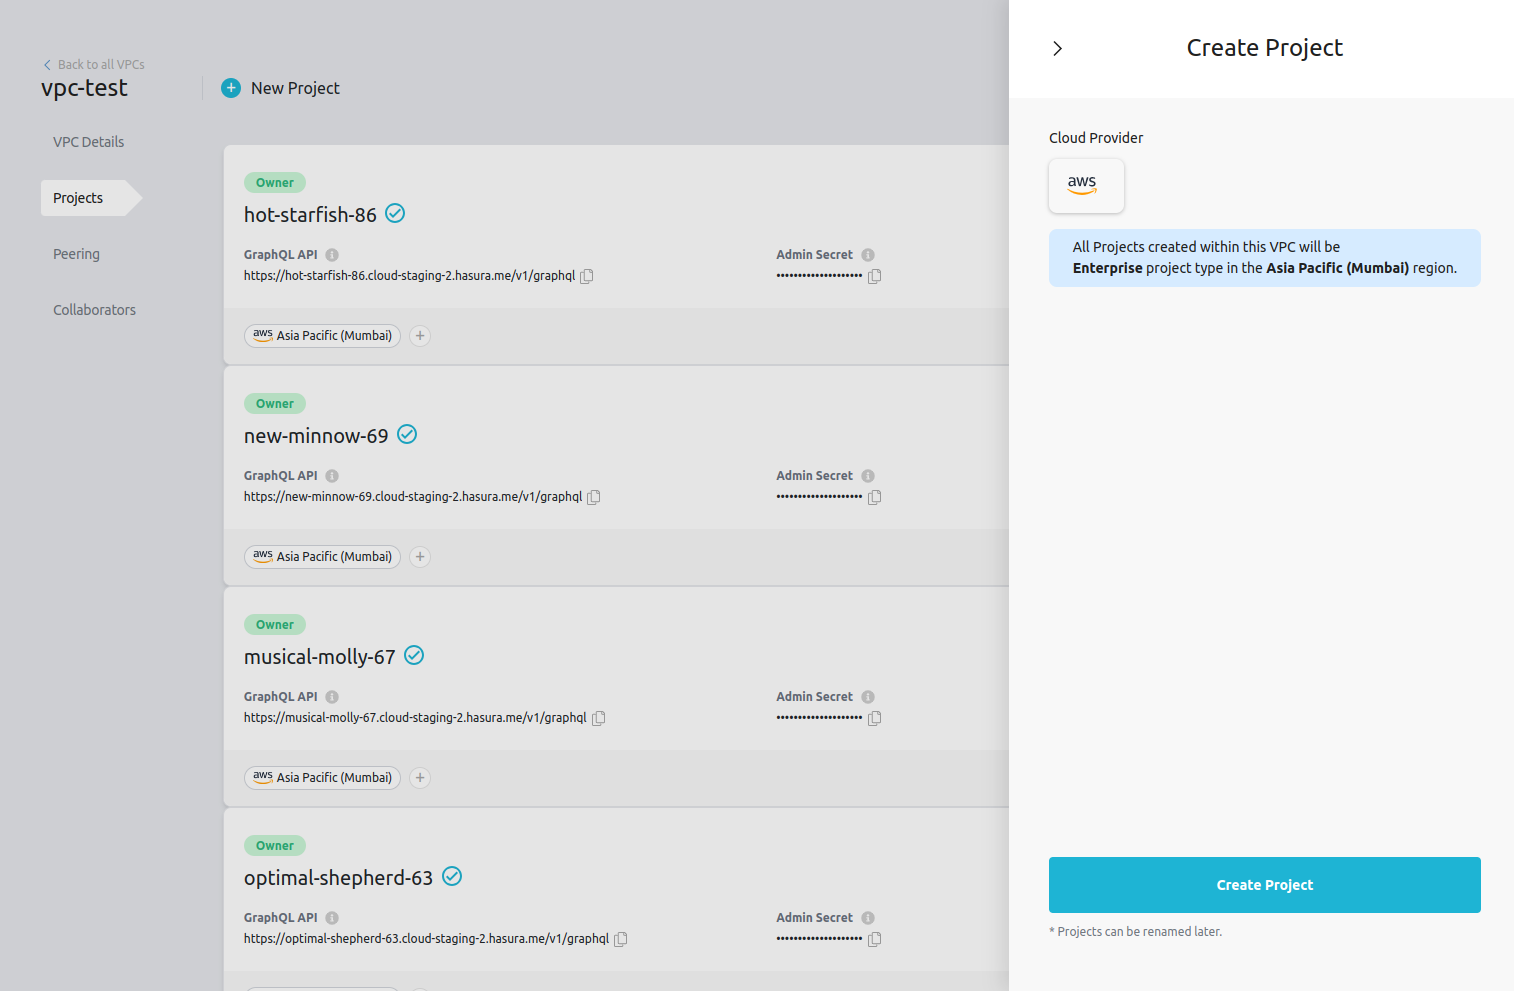 Back to all VPCs
vpc-test
VPC Details
Projects
Peering
Collaborators
New Project
Owner
hot-starfish-86
GraphQL API
https://hot-starfish-86.cloud-staging-2.hasura.me/v1/graphql
Admin Secret
••••••••••••••••••••
aws Asia Pacific (Mumbai)
Owner
new-minnow-69
GraphQL API
https://new-minnow-69.cloud-staging-2.hasura.me/v1/graphql
Admin Secret
••••••••••••••••••••
aws Asia Pacific (Mumbai)
Owner
musical-molly-67
GraphQL API
https://musical-molly-67.cloud-staging-2.hasura.me/v1/graphql
Admin Secret
••••••••••••••••••••
aws Asia Pacific (Mumbai)
Owner
optimal-shepherd-63
GraphQL API
https://optimal-shepherd-63.cloud-staging-2.hasura.me/v1/graphql
Admin Secret
••••••••••••••••••••
Create Project
Cloud Provider
aws
All Projects created within this VPC will be
Enterprise project type in the Asia Pacific (Mumbai) region.
Create Project
* Projects can be renamed later.